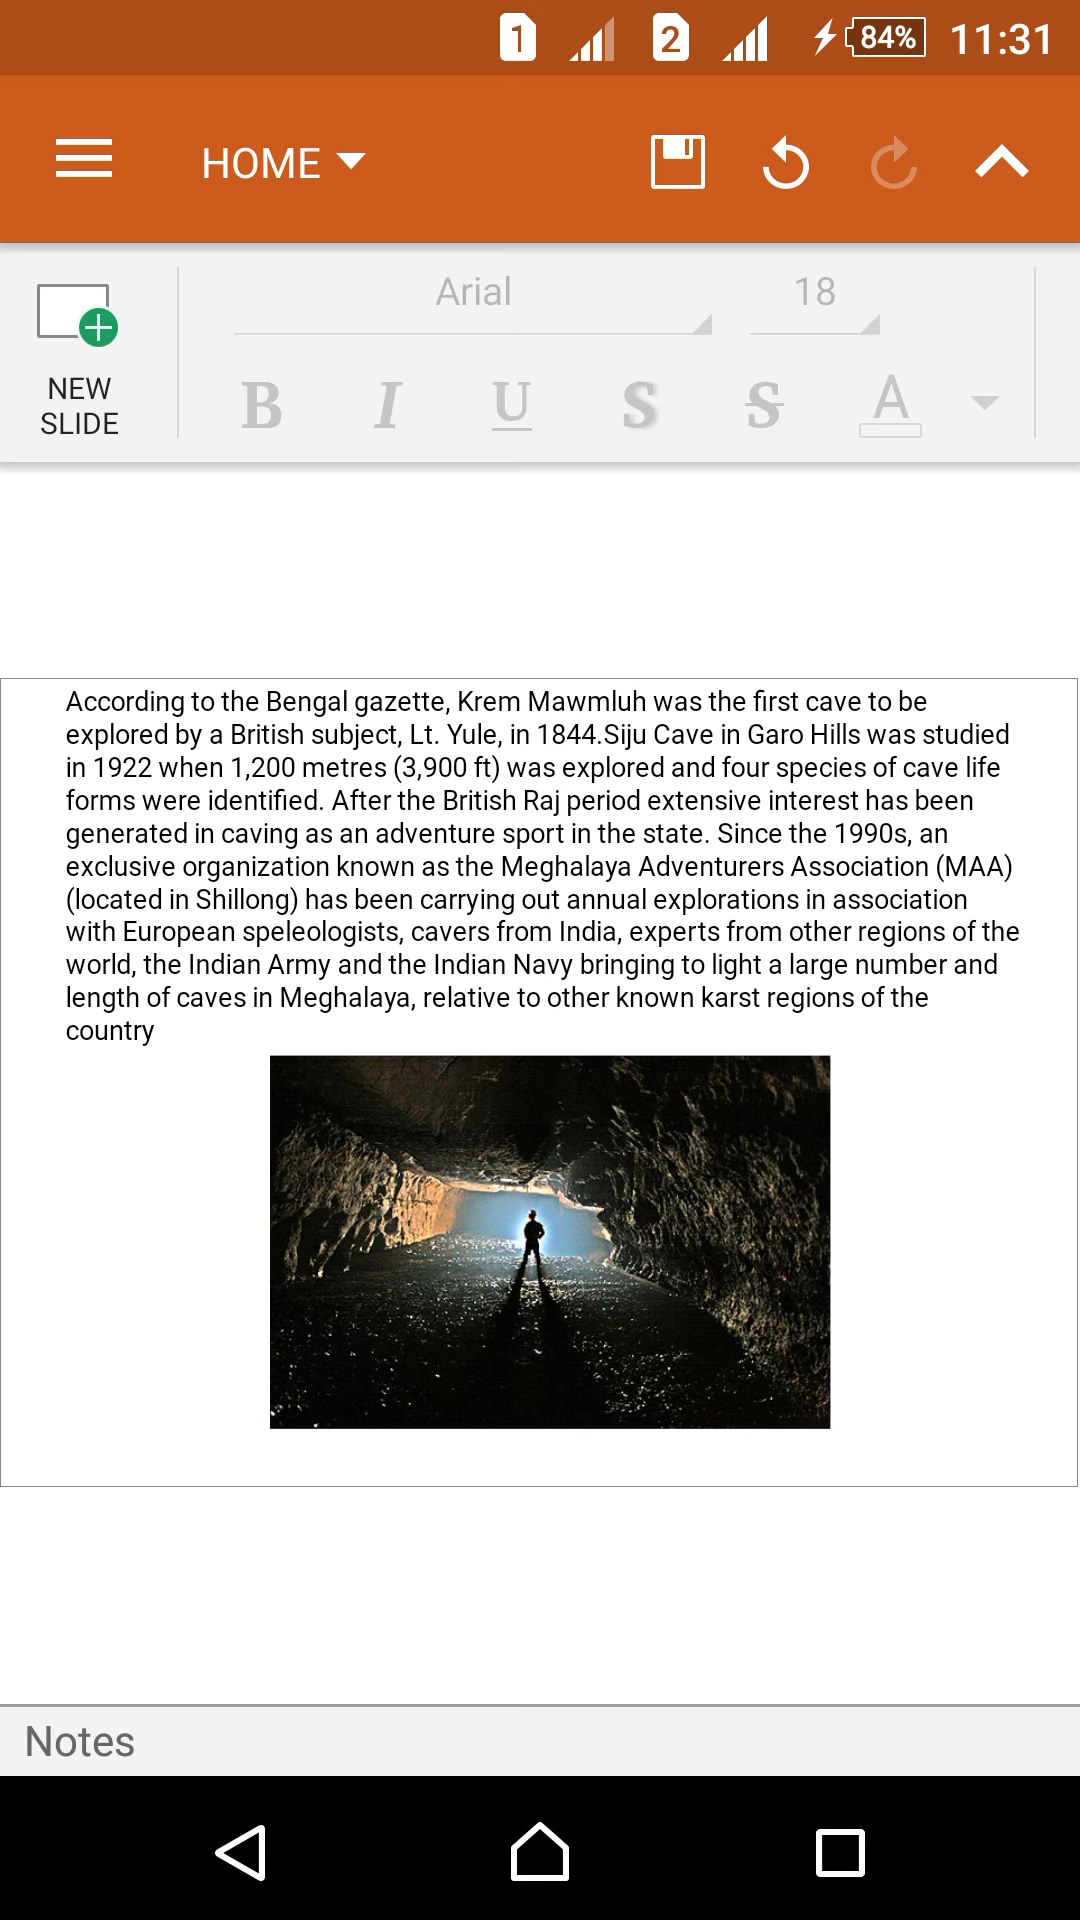 1 2 84% 11:31
HOME
Arial 18
NEW
SLIDE
B I U S S A
According to the Bengal gazette, Krem Mawmluh was the first cave to be
explored by a British subject, Lt. Yule, in 1844.Siju Cave in Garo Hills was studied
in 1922 when 1,200 metres (3,900 ft) was explored and four species of cave life
forms were identified. After the British Raj period extensive interest has been
generated in caving as an adventure sport in the state. Since the 1990s, an
exclusive organization known as the Meghalaya Adventurers Association (MAA)
(located in Shillong) has been carrying out annual explorations in association
with European speleologists, cavers from India, experts from other regions of the
world, the Indian Army and the Indian Navy bringing to light a large number and
length of caves in Meghalaya, relative to other known karst regions of the
country
Notes